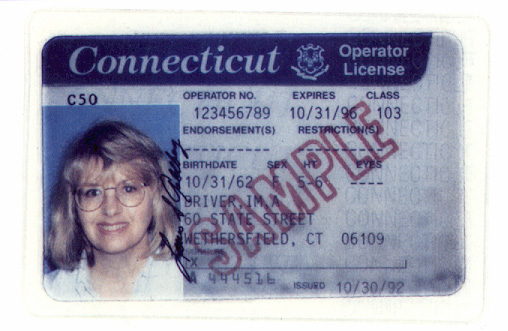 Connecticut Operator
License
C50
OPERATOR NO. EXPIRES CLASS
123456789 10/31/96 103
ENDORSEMENT(S) RESTRICTION(S)
BIRTHDATE SEX HT EYES
10/31/62 F 5-6 ----
DRIVER,IM,A
60 STATE STREET
WETHERSFIELD, CT 06109
X
A 444516 ISSUED 10/30/92
SAMPLE